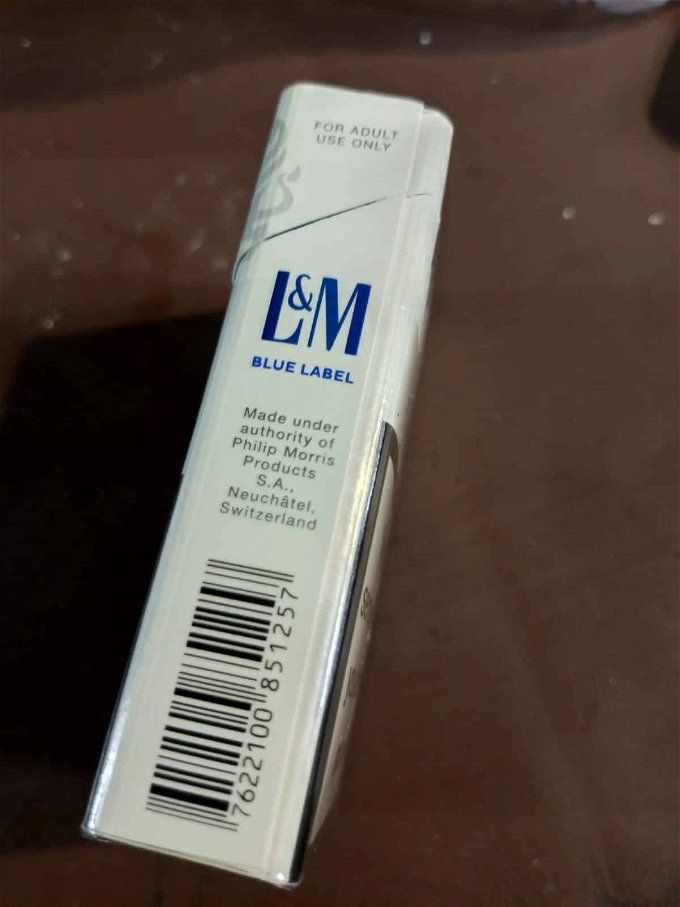 FOR ADULT
USE ONLY
L&M
BLUE LABEL
Made under
authority of
Philip Morris
Products
S.A.,
Neuchâtel,
Switzerland
7622100 851257